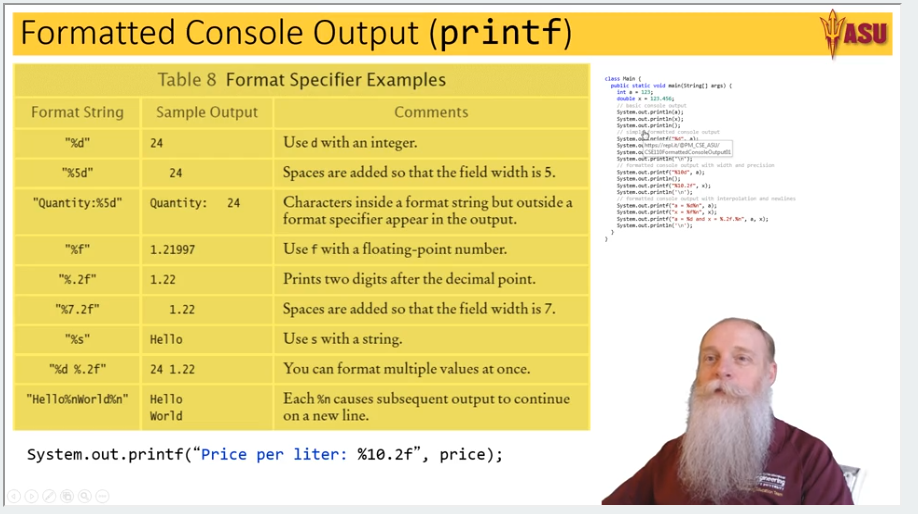 Formatted Console Output (printf)
ASU
Table 8 Format Specifier Examples
Format String Sample Output Comments
"%d" 24 Use d with an integer.
"%5d" 24 Spaces are added so that the field width is 5.
"Quantity:%5d" Quantity: 24 Characters inside a format string but outside a
format specifier appear in the output.
"%f" 1.21997 Use f with a floating-point number.
"%.2f" 1.22 Prints two digits after the decimal point.
"%7.2f" 1.22 Spaces are added so that the field width is 7.
"%s" Hello Use s with a string.
"%d %.2f" 24 1.22 You can format multiple values at once.
"Hello%nWorld%n" Hello Each %n causes subsequent output to continue
World on a new line.
System.out.printf(“Price per liter: %10.2f”, price);
class Main {
public static void main(String[] args) {
int a = 123;
double x = 123.456;
// basic console output
System.out.println(a);
System.out.println(x);
System.out.println();
// simple formatted console output
System.out.printf("%d", a);
System.ou
https://repl.it/@PM_CSE_ASU/
System.ou
System.out.println('\n');
// formatted console output with width and precision
System.out.printf("%10d", a);
System.out.println();
System.out.printf("%10.2f", x);
System.out.println('\n');
// formatted console output with interpolation and newlines
System.out.printf("a = %d%n", a);
System.out.printf("x = %f%n", x);
System.out.printf("a = %d and x = %.2f.%n", a, x);
System.out.println('\n');
}
}